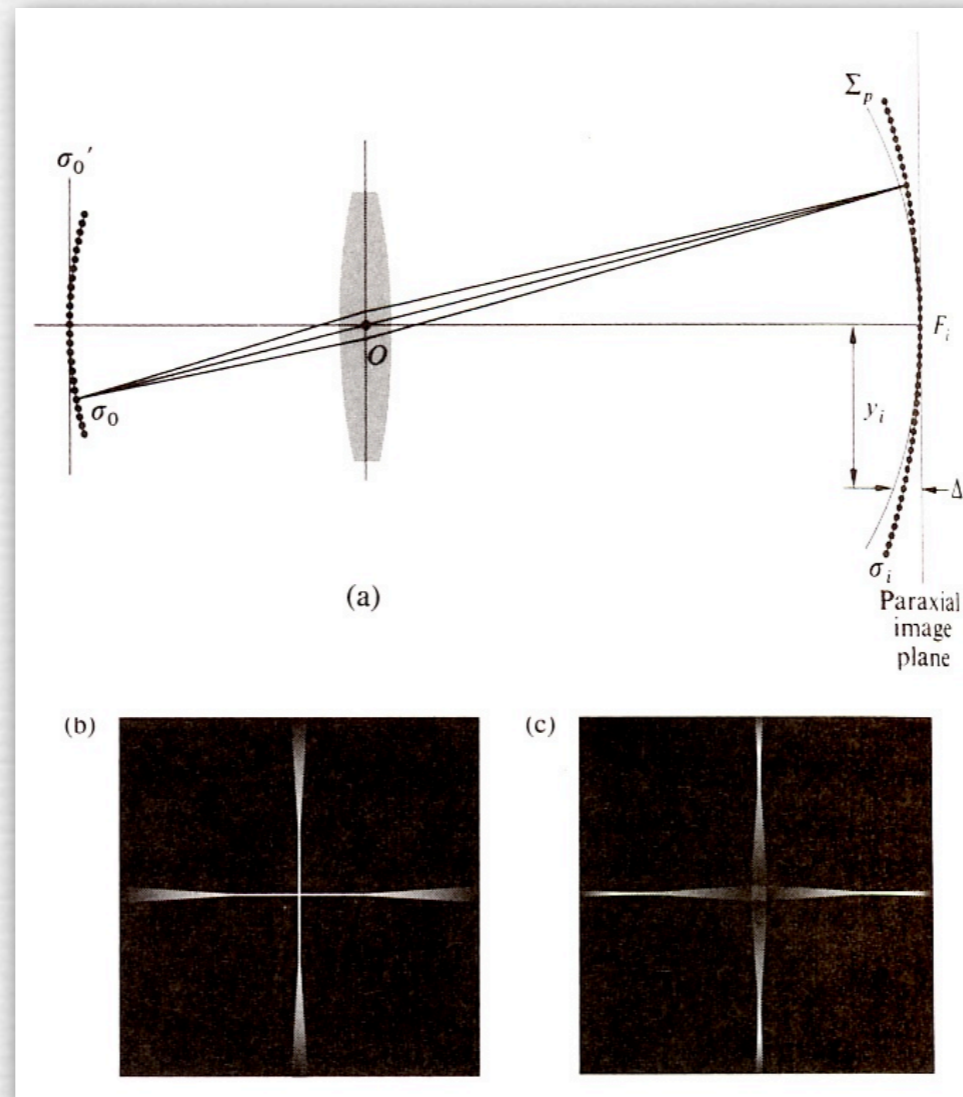 Σp
σ0′
O
Fi
σ0
yi
Δ
σi
(a)
Paraxial
image
plane
(b)
(c)